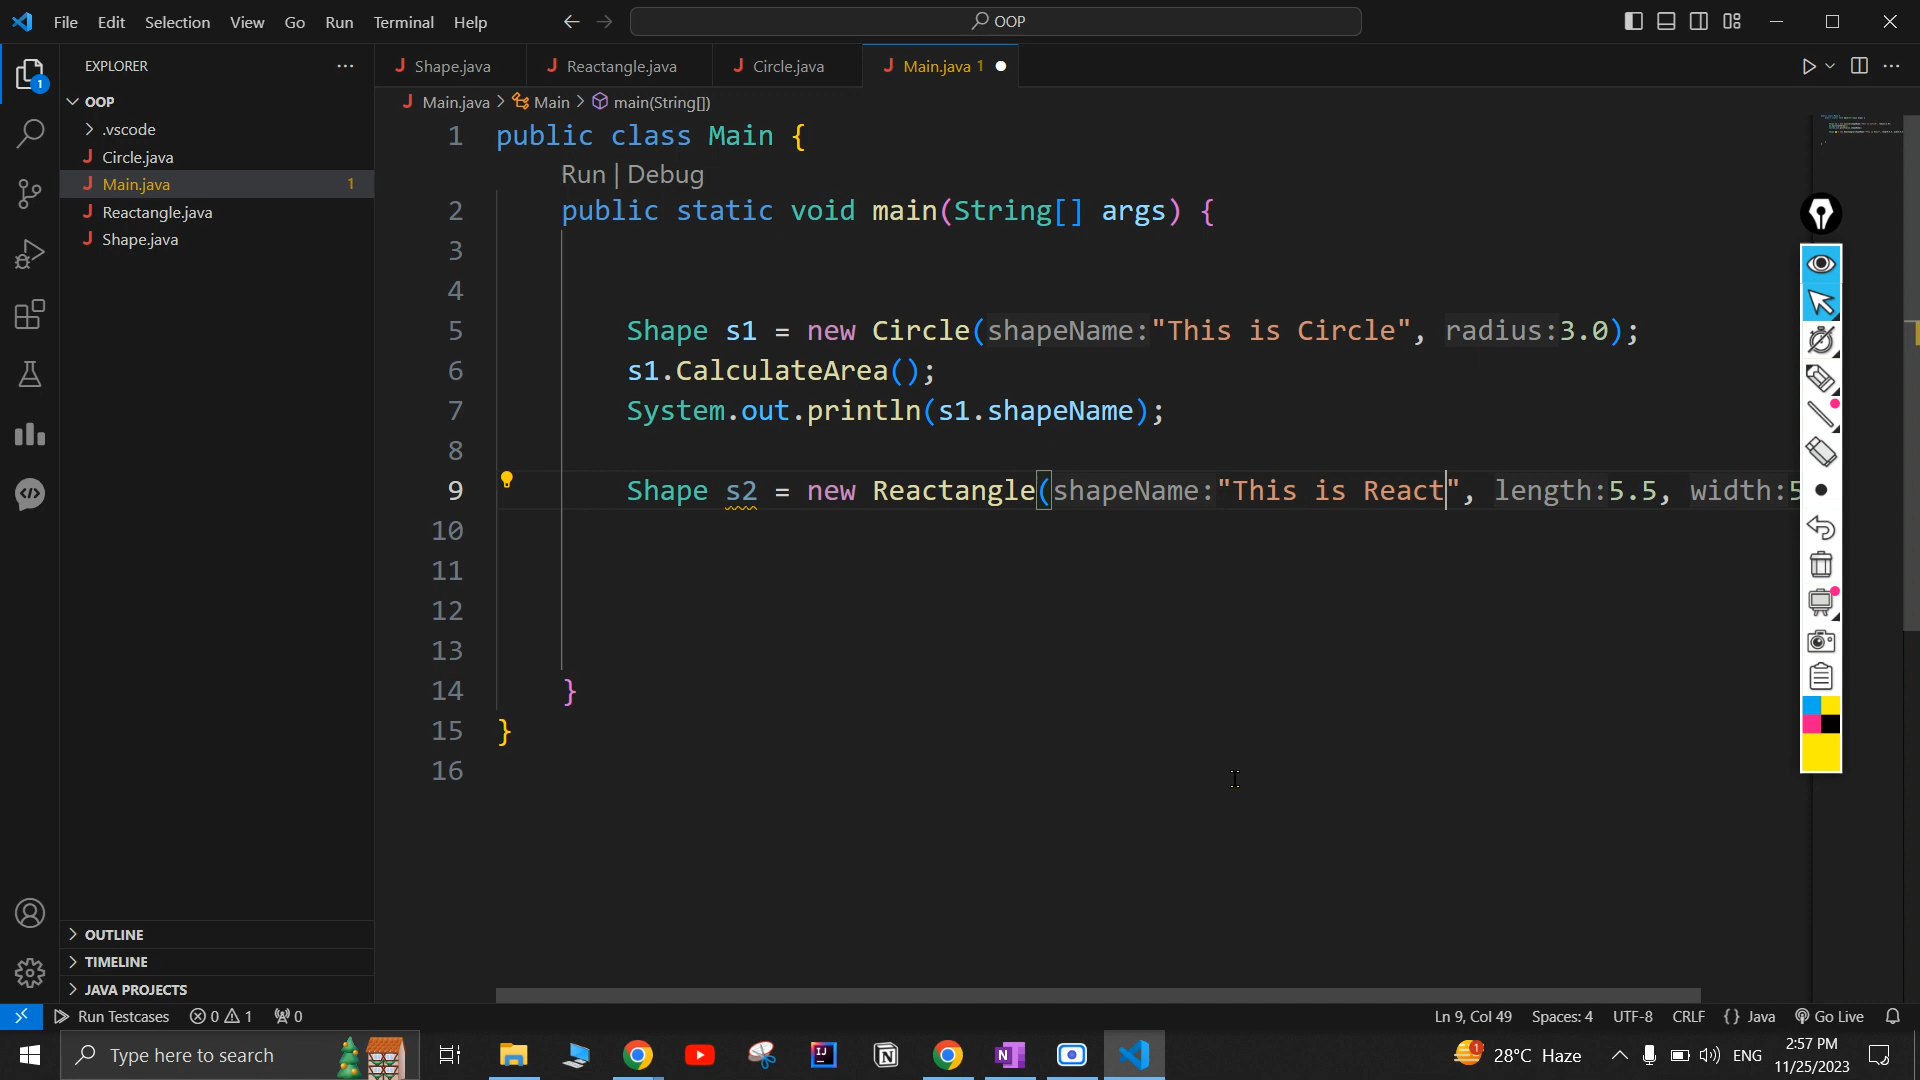 File Edit Selection View Go Run Terminal Help
OOP
EXPLORER
OOP
.vscode
Circle.java
Main.java 1
Reactangle.java
Shape.java
OUTLINE
TIMELINE
JAVA PROJECTS
Shape.java Reactangle.java Circle.java Main.java 1
Main.java Main main(String[])
1 public class Main {
Run | Debug
2 public static void main(String[] args) {
3
4
5 Shape s1 = new Circle(shapeName:"This is Circle", radius:3.0);
6 s1.CalculateArea();
7 System.out.println(s1.shapeName);
8
9 Shape s2 = new Reactangle(shapeName:"This is React", length:5.5, width:5
10
11
12
13
14 }
15 }
16
Run Testcases 0 1 0
Ln 9, Col 49 Spaces: 4 UTF-8 CRLF {} Java Go Live
Type here to search
1 28°C Haze ENG 2:57 PM
11/25/2023